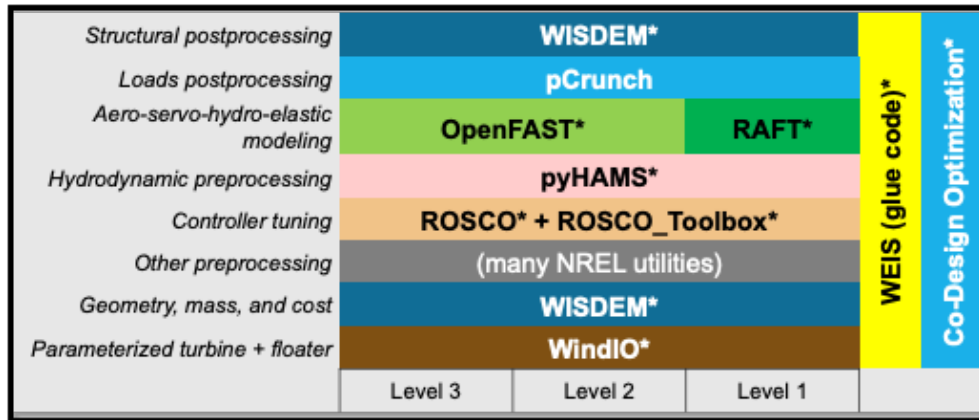 Structural postprocessing
WISDEM*
Loads postprocessing
pCrunch
Aero-servo-hydro-elastic
modeling
OpenFAST*
RAFT*
Hydrodynamic preprocessing
pyHAMS*
Controller tuning
ROSCO* + ROSCO_Toolbox*
Other preprocessing
(many NREL utilities)
Geometry, mass, and cost
WISDEM*
Parameterized turbine + floater
WindIO*
Level 3
Level 2
Level 1
WEIS (glue code)*
Co-Design Optimization*